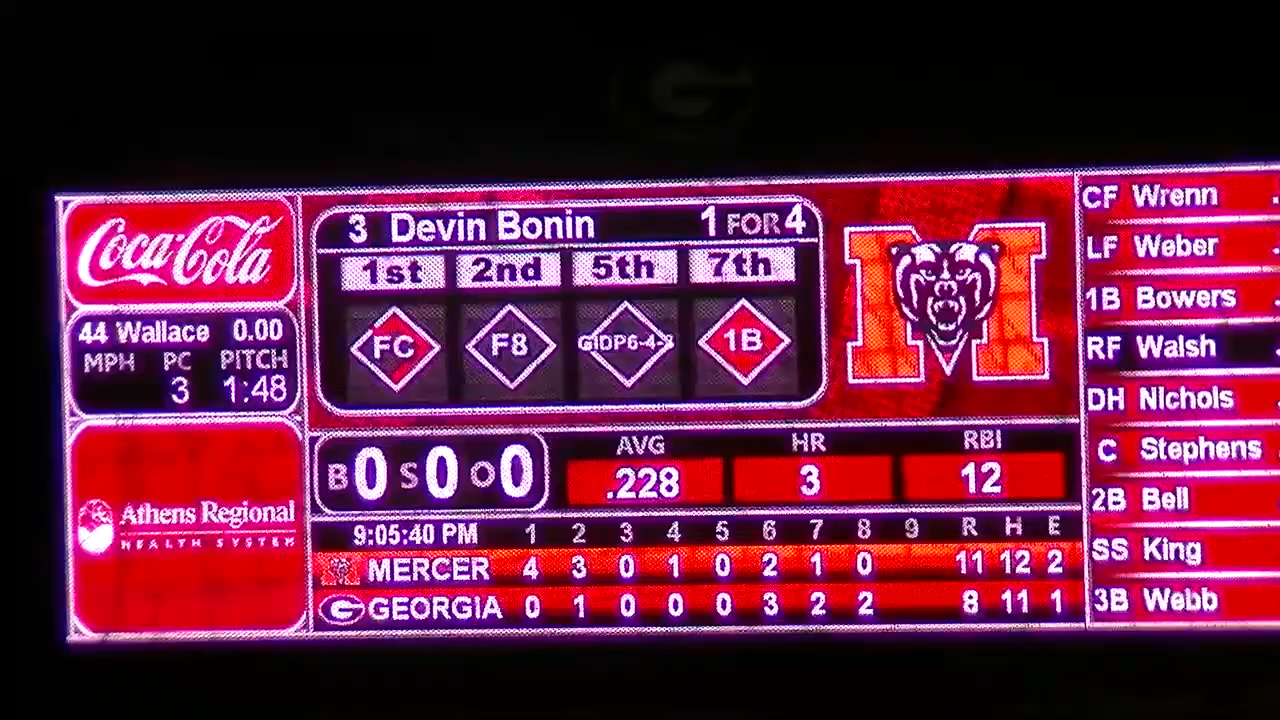 G
Coca-Cola
44 Wallace 0.00
MPH PC PITCH
3 1:48
Athens Regional
HEALTH SYSTEM
3 Devin Bonin 1 FOR 4
1st 2nd 5th 7th
FC F8 GIDP6-4-3 1B
M
B 0 S 0 O 0
AVG HR RBI
.228 3 12
9:05:40 PM 1 2 3 4 5 6 7 8 9 R H E
MERCER 4 3 0 1 0 2 1 0 11 12 2
G GEORGIA 0 1 0 0 0 3 2 2 8 11 1
CF Wrenn
LF Weber
1B Bowers
RF Walsh
DH Nichols
C Stephens
2B Bell
SS King
3B Webb